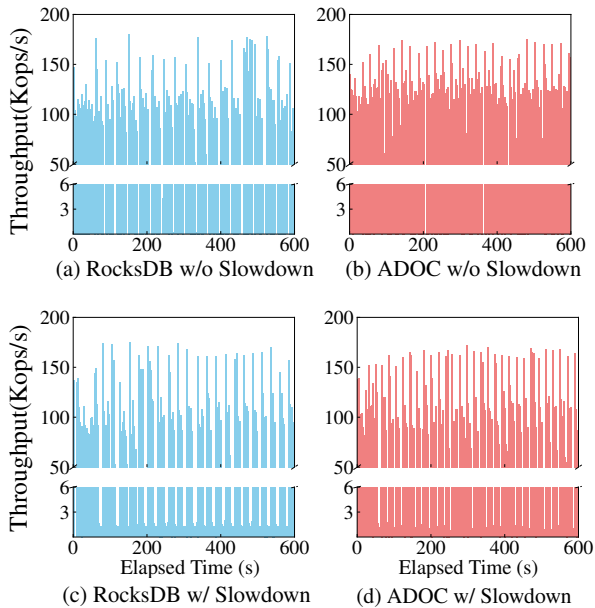 Throughput(Kops/s)
200
150
100
50
6
3
0 200 400 600
(a) RocksDB w/o Slowdown
200
150
100
50
6
3
0 200 400 600
(b) ADOC w/o Slowdown
Throughput(Kops/s)
200
150
100
50
6
3
0 200 400 600
Elapsed Time (s)
(c) RocksDB w/ Slowdown
200
150
100
50
6
3
0 200 400 600
Elapsed Time (s)
(d) ADOC w/ Slowdown